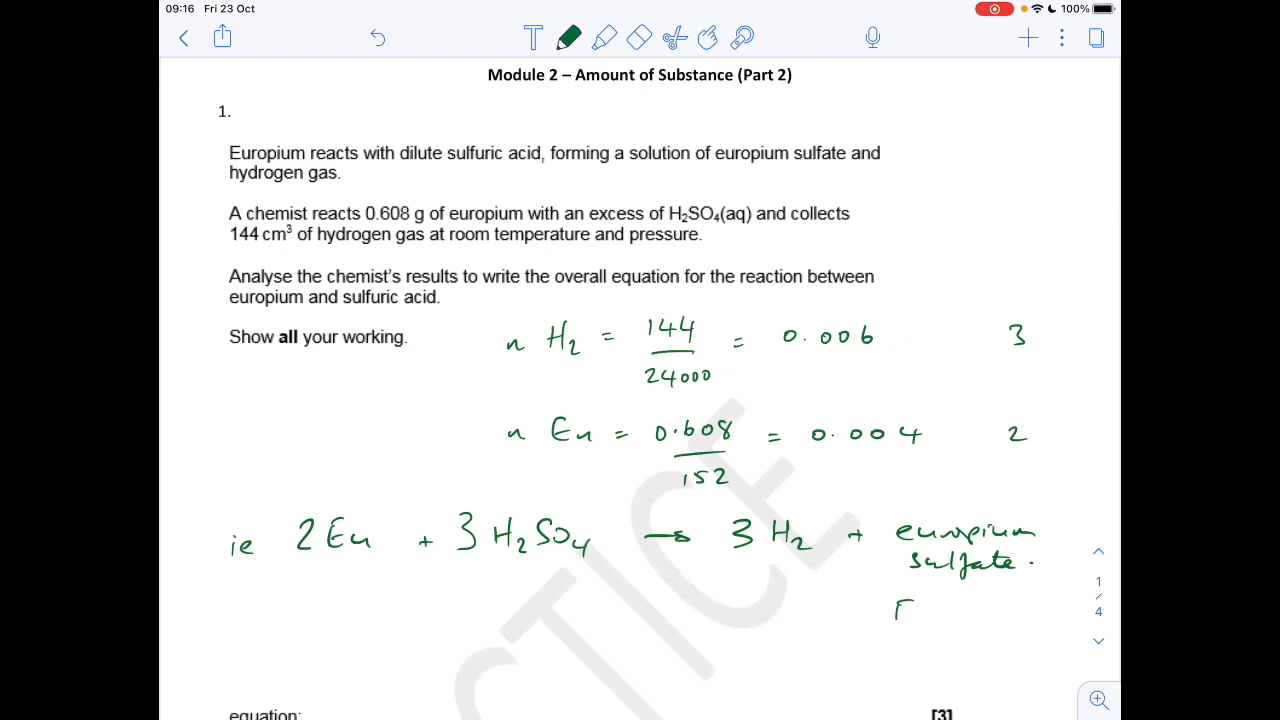 09:16 Fri 23 Oct 100%
T
Module 2 – Amount of Substance (Part 2)
1.
Europium reacts with dilute sulfuric acid, forming a solution of europium sulfate and
hydrogen gas.
A chemist reacts 0.608 g of europium with an excess of H₂SO₄(aq) and collects
144 cm³ of hydrogen gas at room temperature and pressure.
Analyse the chemist's results to write the overall equation for the reaction between
europium and sulfuric acid.
Show all your working.
n H₂ = 144 / 24000 = 0.006 3
n Eu = 0.608 / 152 = 0.004 2
ie 2Eu + 3H₂SO₄ → 3H₂ + europium
sulfate.
1
/
4
CTICE
equation:
[3]